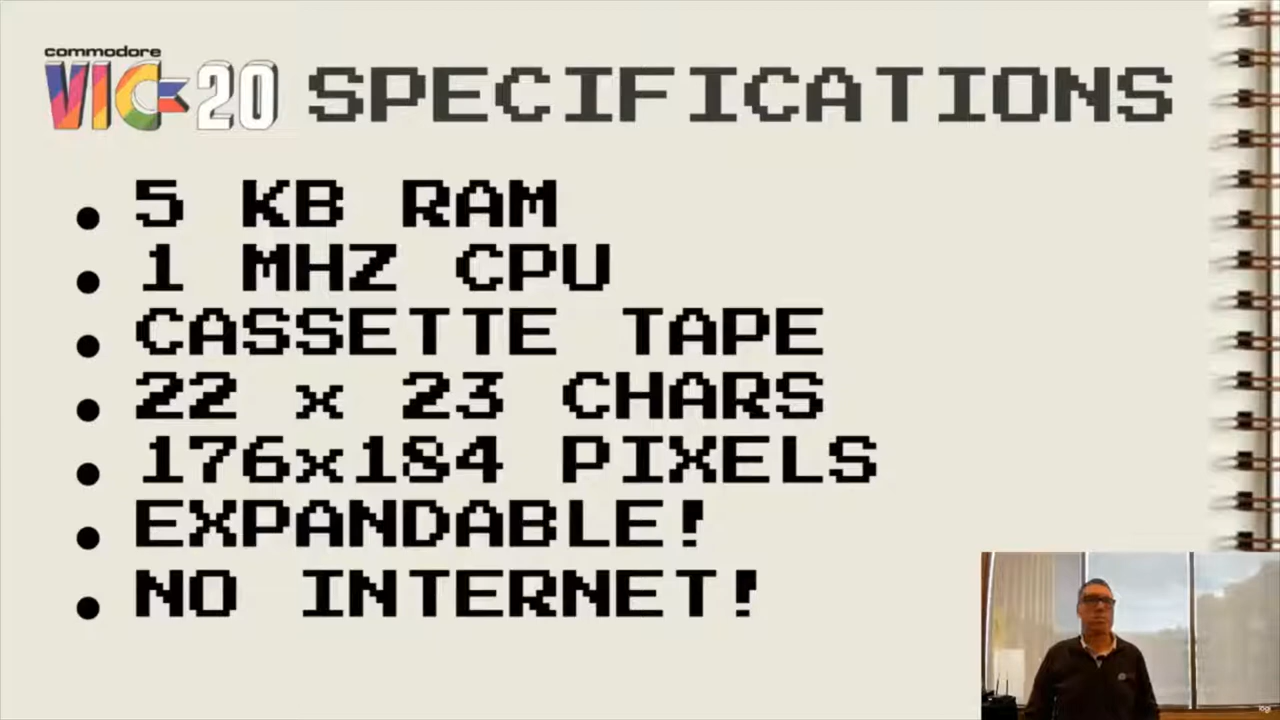 commodore
VIC-20 SPECIFICATIONS
• 5 KB RAM
• 1 MHZ CPU
• CASSETTE TAPE
• 22 x 23 CHARS
• 176x184 PIXELS
• EXPANDABLE!
• NO INTERNET!
logi